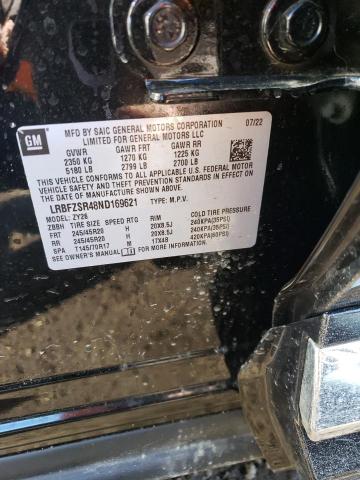 GM
MFD BY SAIC GENERAL MOTORS CORPORATION 07/22
LIMITED FOR GENERAL MOTORS LLC
GVWR GAWR FRT GAWR RR
2350 KG 1270 KG 1225 KG
5180 LB 2799 LB 2700 LB
THIS VEHICLE CONFORMS TO ALL APPLICABLE U.S. FEDERAL MOTOR
VEHICLE SAFETY AND THEFT PREVENTION STANDARDS IN EFFECT ON
THE DATE OF MANUFACTURE SHOWN ABOVE.
LRBFZSR48ND169621 TYPE: M.P.V.
MODEL: ZY26
ZBBH TIRE SIZE SPEED RTG RIM COLD TIRE PRESSURE
FRT 245/45R20 H 20X8.5J 240KPA(35PSI)
RR 245/45R20 H 20X8.5J 240KPA(35PSI)
SPA T145/70R17 M 17X4B 420KPA(60PSI)
SEE OWNER'S MANUAL FOR ADDITIONAL INFORMATION